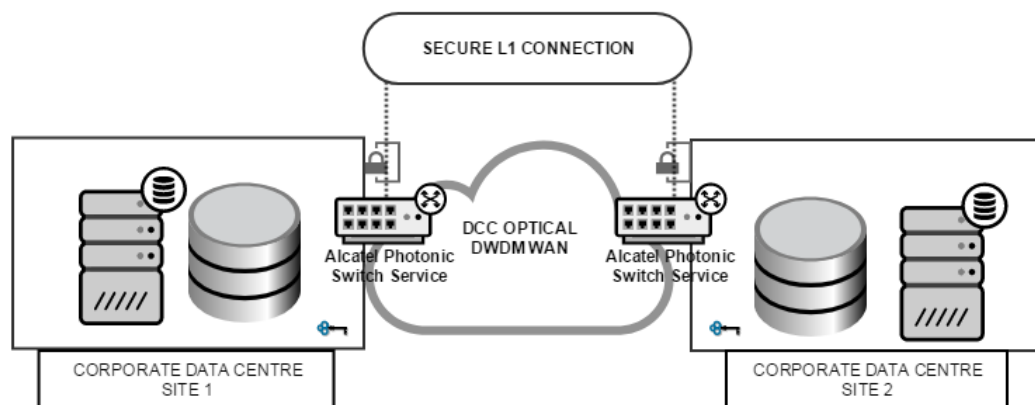 SECURE L1 CONNECTION
DCC OPTICAL
DWDM WAN
Alcatel Photonic
Switch Service
Alcatel Photonic
Switch Service
CORPORATE DATA CENTRE
SITE 1
CORPORATE DATA CENTRE
SITE 2